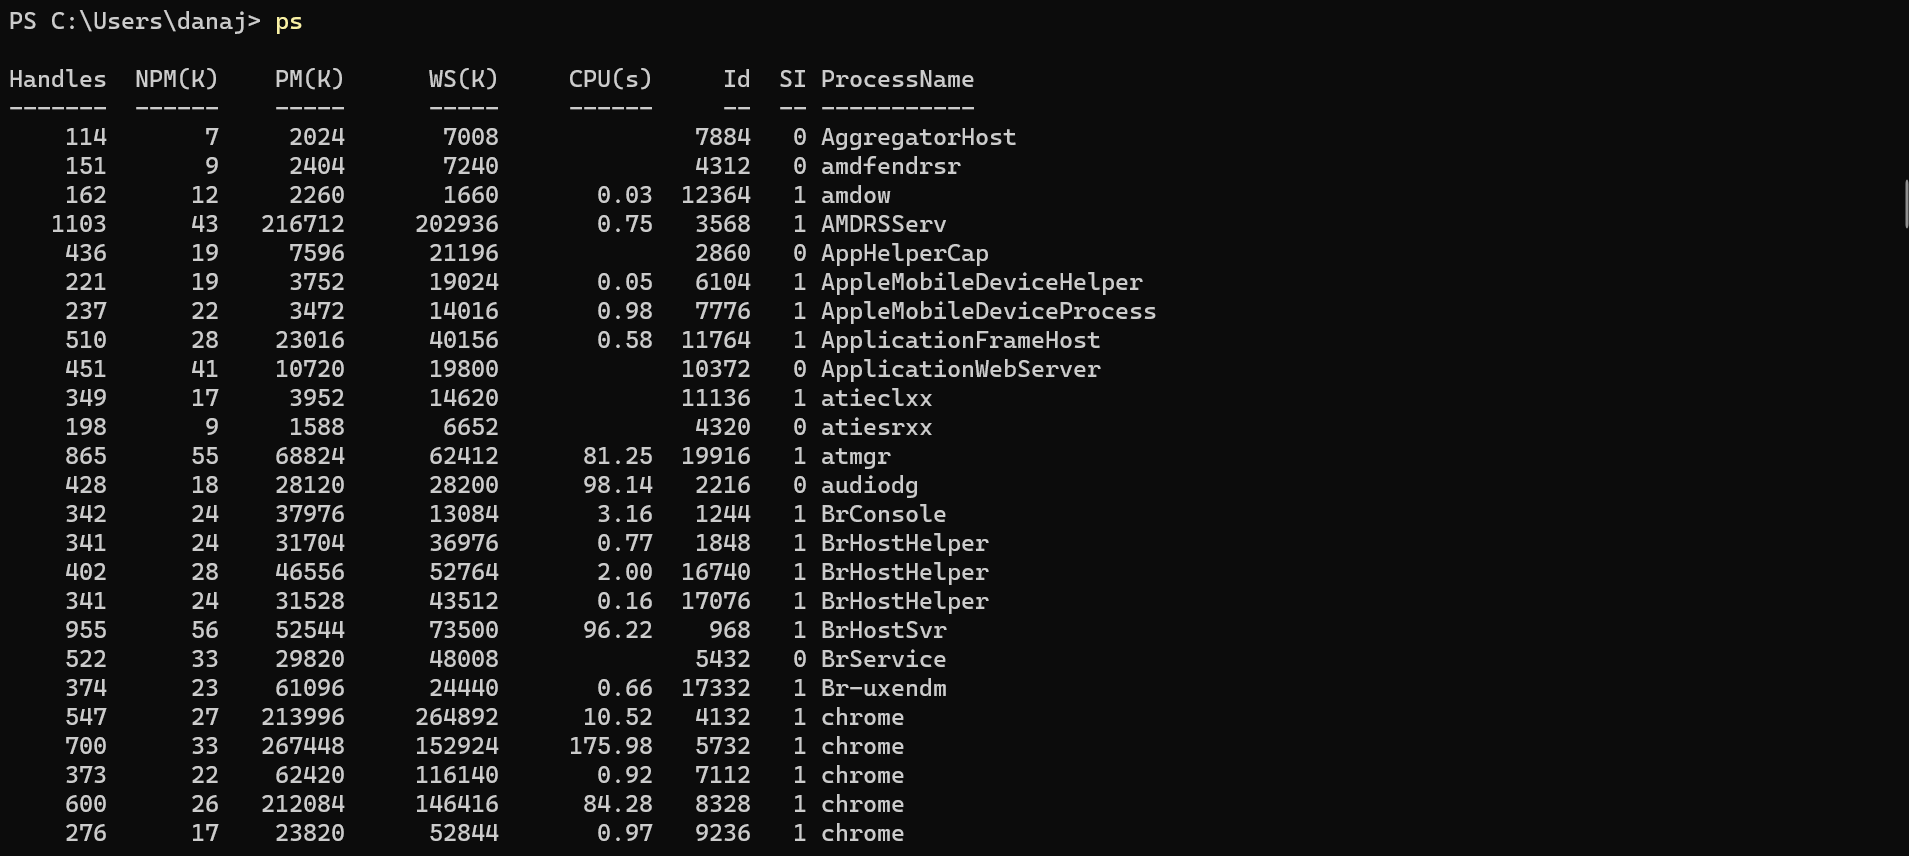 PS C:\Users\danaj> ps
Handles  NPM(K)    PM(K)      WS(K)     CPU(s)     Id  SI ProcessName
-------  ------    -----      -----     ------     --  -- -----------
    114       7     2024       7008              7884   0 AggregatorHost
    151       9     2404       7240              4312   0 amdfendrsr
    162      12     2260       1660       0.03  12364   1 amdow
   1103      43   216712     202936       0.75   3568   1 AMDRSServ
    436      19     7596      21196              2860   0 AppHelperCap
    221      19     3752      19024       0.05   6104   1 AppleMobileDeviceHelper
    237      22     3472      14016       0.98   7776   1 AppleMobileDeviceProcess
    510      28    23016      40156       0.58  11764   1 ApplicationFrameHost
    451      41    10720      19800             10372   0 ApplicationWebServer
    349      17     3952      14620             11136   1 atieclxx
    198       9     1588       6652              4320   0 atiesrxx
    865      55    68824      62412      81.25  19916   1 atmgr
    428      18    28120      28200      98.14   2216   0 audiodg
    342      24    37976      13084       3.16   1244   1 BrConsole
    341      24    31704      36976       0.77   1848   1 BrHostHelper
    402      28    46556      52764       2.00  16740   1 BrHostHelper
    341      24    31528      43512       0.16  17076   1 BrHostHelper
    955      56    52544      73500      96.22    968   1 BrHostSvr
    522      33    29820      48008              5432   0 BrService
    374      23    61096      24440       0.66  17332   1 Br-uxendm
    547      27   213996     264892      10.52   4132   1 chrome
    700      33   267448     152924     175.98   5732   1 chrome
    373      22    62420     116140       0.92   7112   1 chrome
    600      26   212084     146416      84.28   8328   1 chrome
    276      17    23820      52844       0.97   9236   1 chrome